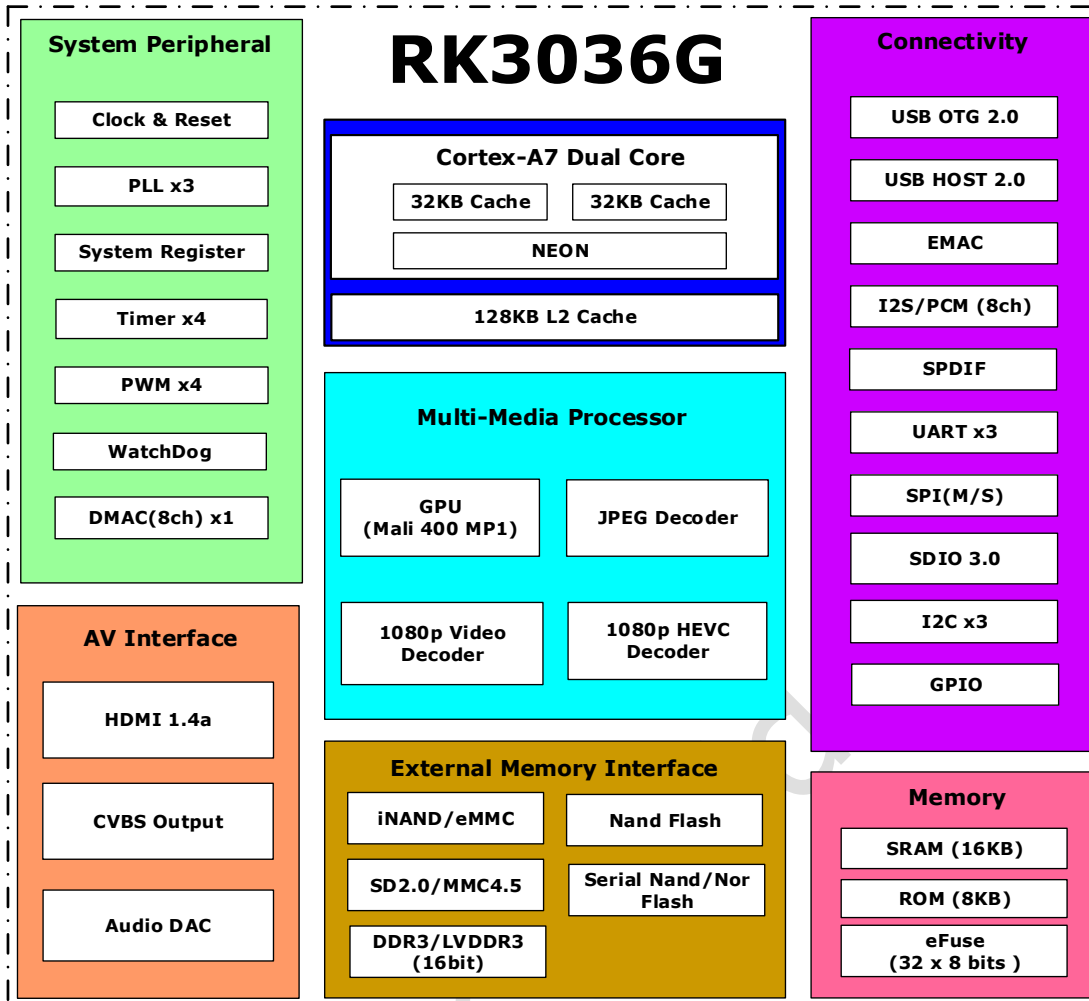 System Peripheral
Clock & Reset
PLL x3
System Register
Timer x4
PWM x4
WatchDog
DMAC(8ch) x1
AV Interface
HDMI 1.4a
CVBS Output
Audio DAC
RK3036G
Cortex-A7 Dual Core
32KB Cache
32KB Cache
NEON
128KB L2 Cache
Multi-Media Processor
GPU
(Mali 400 MP1)
JPEG Decoder
1080p Video
Decoder
1080p HEVC
Decoder
External Memory Interface
iNAND/eMMC
Nand Flash
SD2.0/MMC4.5
Serial Nand/Nor
Flash
DDR3/LVDDR3
(16bit)
Connectivity
USB OTG 2.0
USB HOST 2.0
EMAC
I2S/PCM (8ch)
SPDIF
UART x3
SPI(M/S)
SDIO 3.0
I2C x3
GPIO
Memory
SRAM (16KB)
ROM (8KB)
eFuse
(32 x 8 bits )